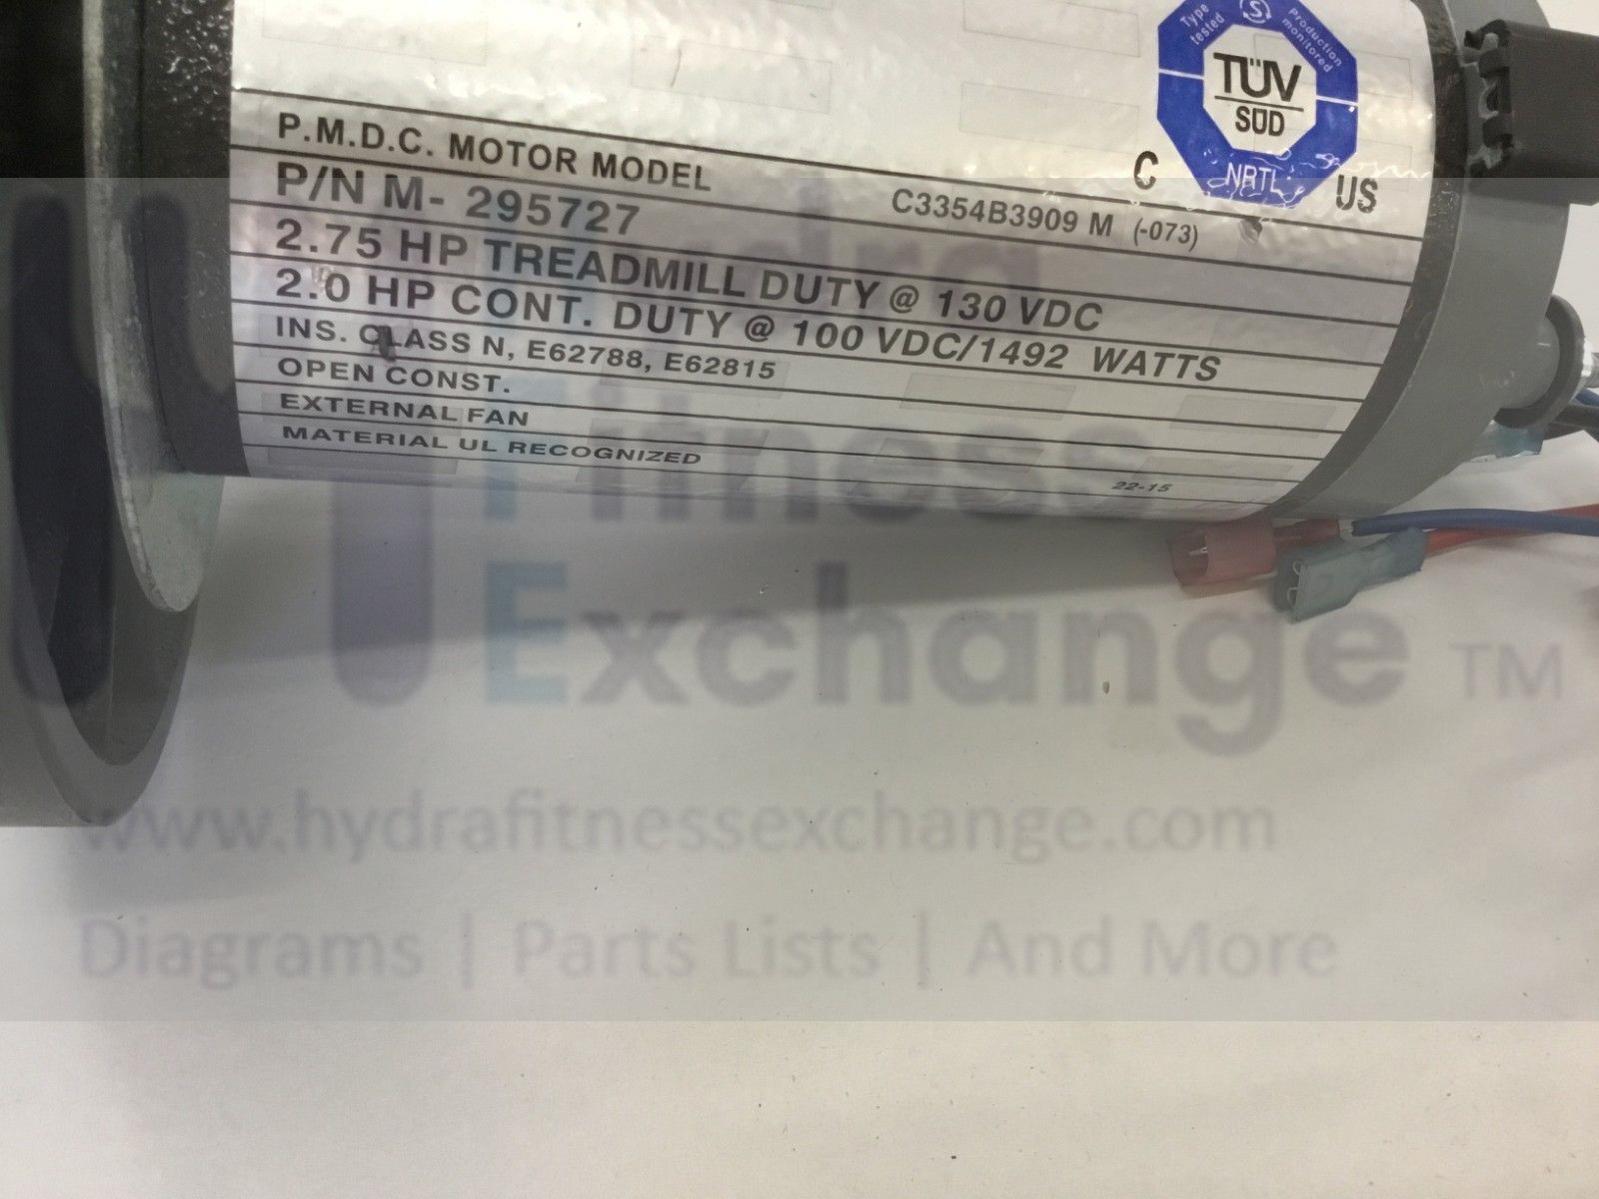 Type tested
Production monitored
S
TÜV
SÜD
NRTL
C US
P.M.D.C. MOTOR MODEL C3354B3909 M (-073)
P/N M- 295727
2.75 HP TREADMILL DUTY @ 130 VDC
2.0 HP CONT. DUTY @ 100 VDC/1492 WATTS
INS. CLASS N, E62788, E62815
OPEN CONST.
EXTERNAL FAN
MATERIAL UL RECOGNIZED
22-15
Hydra
Fitness
Exchange TM
www.hydrafitnessexchange.com
Diagrams | Parts Lists | And More